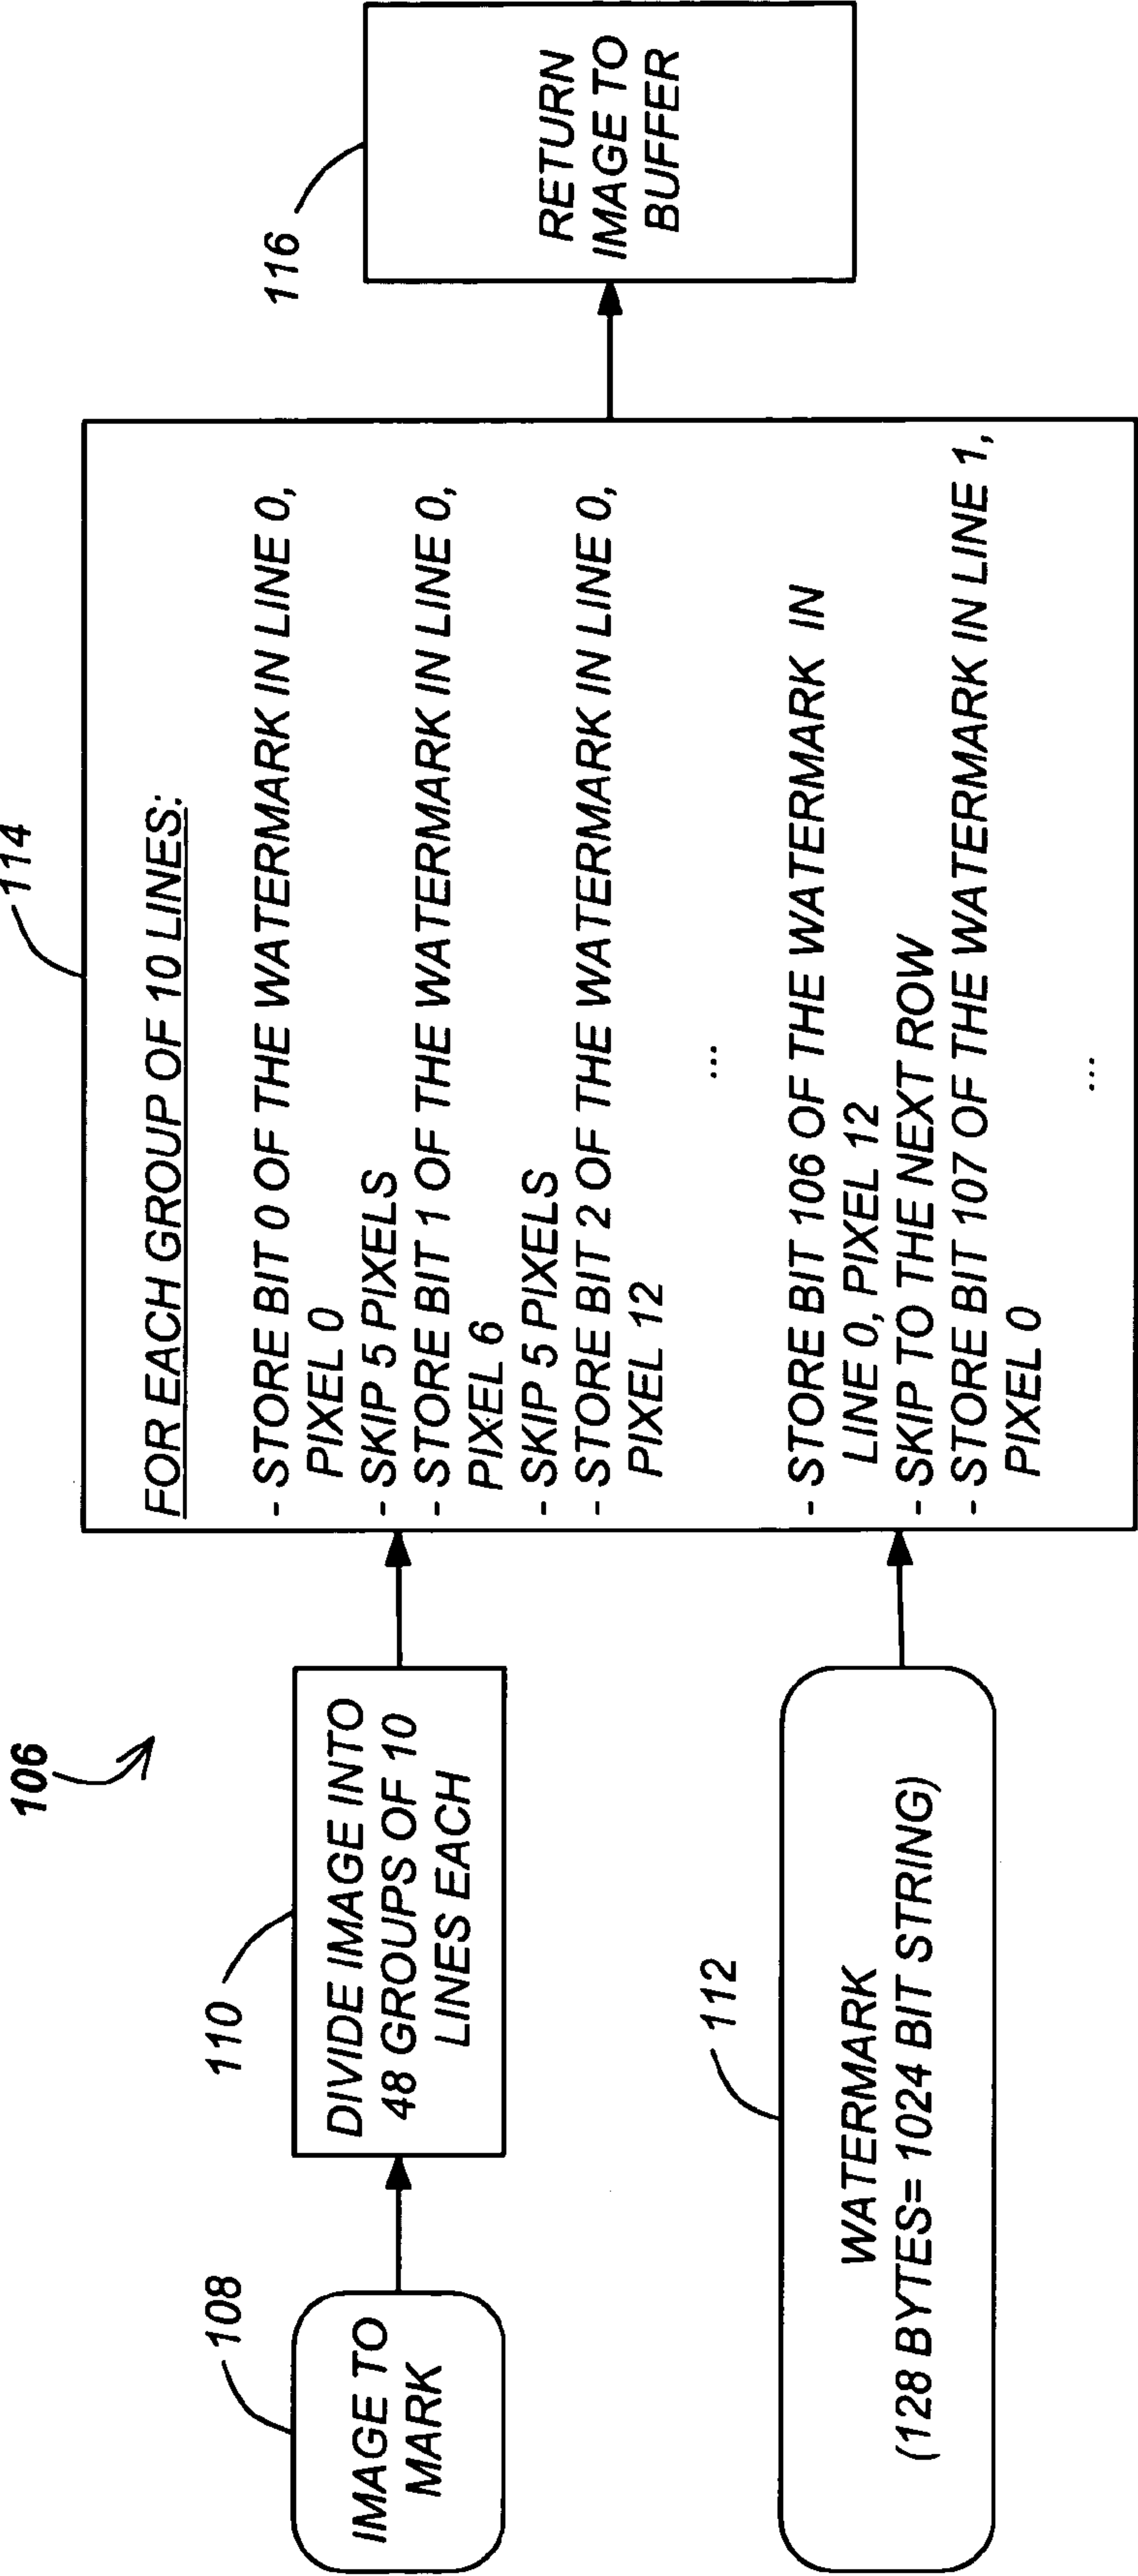 106
108
IMAGE TO
MARK
110
DIVIDE IMAGE INTO
48 GROUPS OF 10
LINES EACH
112
WATERMARK
(128 BYTES= 1024 BIT STRING)
114
FOR EACH GROUP OF 10 LINES:
- STORE BIT 0 OF THE WATERMARK IN LINE 0,
PIXEL 0
- SKIP 5 PIXELS
- STORE BIT 1 OF THE WATERMARK IN LINE 0,
PIXEL 6
- SKIP 5 PIXELS
- STORE BIT 2 OF THE WATERMARK IN LINE 0,
PIXEL 12
...
- STORE BIT 106 OF THE WATERMARK IN
LINE 0, PIXEL 12
- SKIP TO THE NEXT ROW
- STORE BIT 107 OF THE WATERMARK IN LINE 1,
PIXEL 0
...
116
RETURN
IMAGE TO
BUFFER